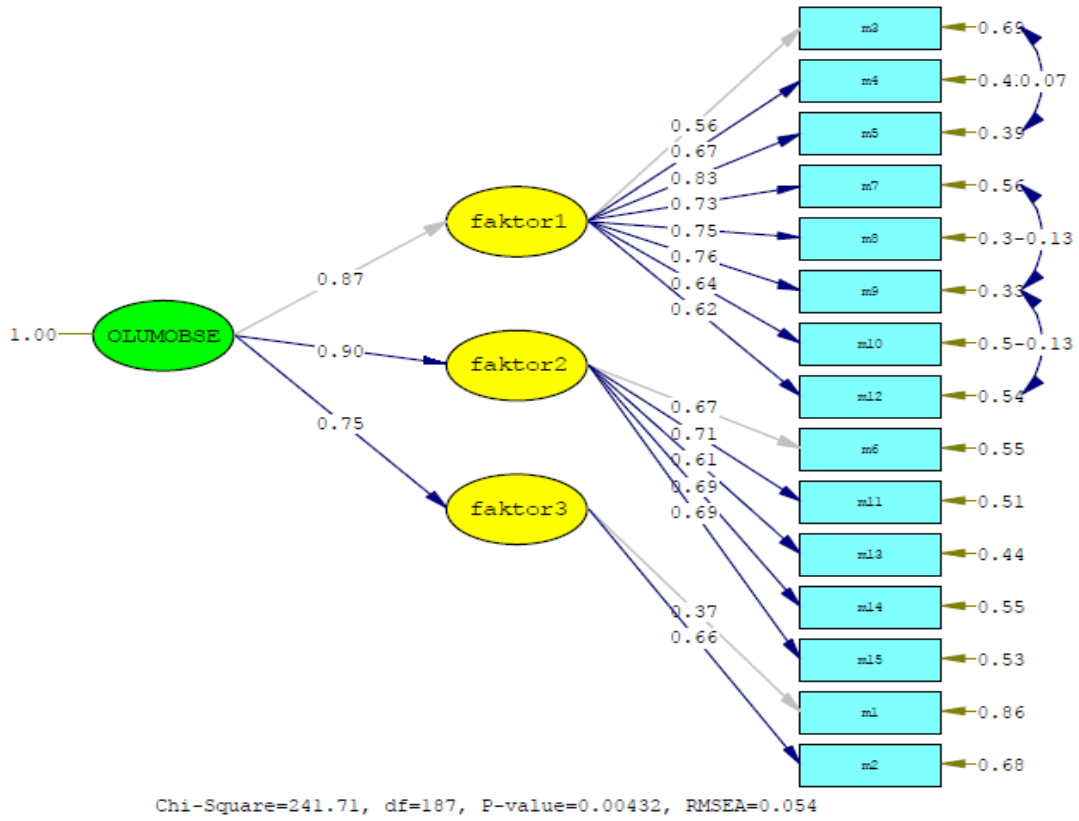 m3 0.69
m4 0.4 0.07
0.56
m5 0.39
0.67
0.83
m7 0.56
0.73
faktor1
0.75
m8 0.3 -0.13
0.76
0.87
0.64
m9 0.33
0.62
1.00 OLUMOBSE
m10 0.5 -0.13
0.90
faktor2
m12 0.54
0.67
0.75
0.71
m6 0.55
0.61
0.69
m11 0.51
0.69
faktor3
m13 0.44
m14 0.55
0.37
0.66
m15 0.53
m1 0.86
m2 0.68
Chi-Square=241.71, df=187, P-value=0.00432, RMSEA=0.054